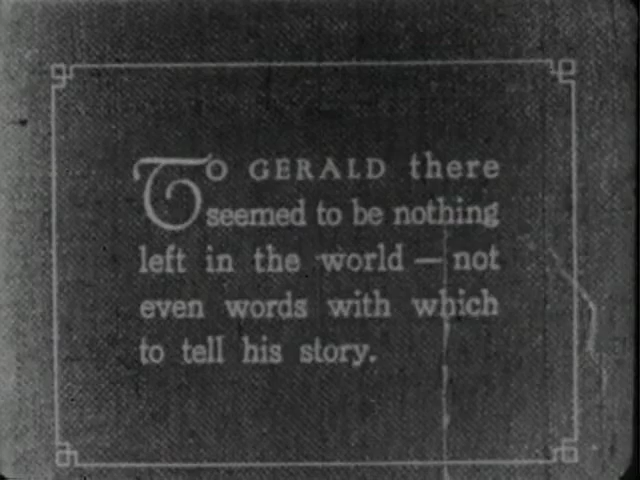 To GERALD there
seemed to be nothing
left in the world — not
even words with which
to tell his story.